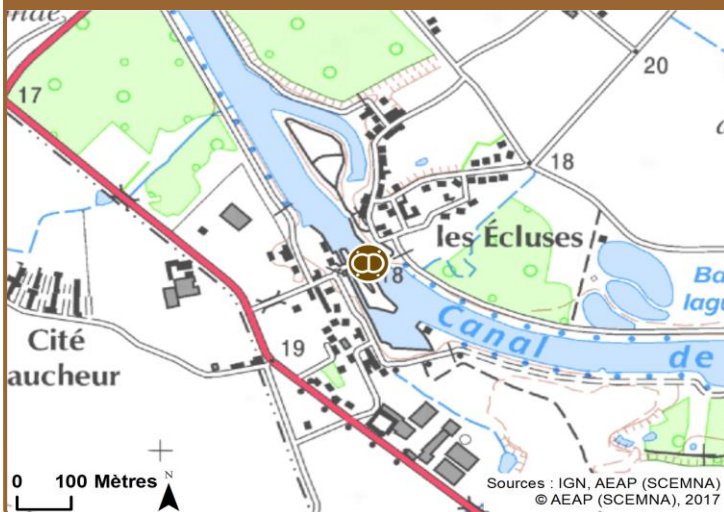 17
20
18
les Écluses
18
Ba
lagu
Canal de
Cité
aucheur
19
0 100 Mètres N
Sources : IGN, AEAP (SCEMNA)
© AEAP (SCEMNA), 2017